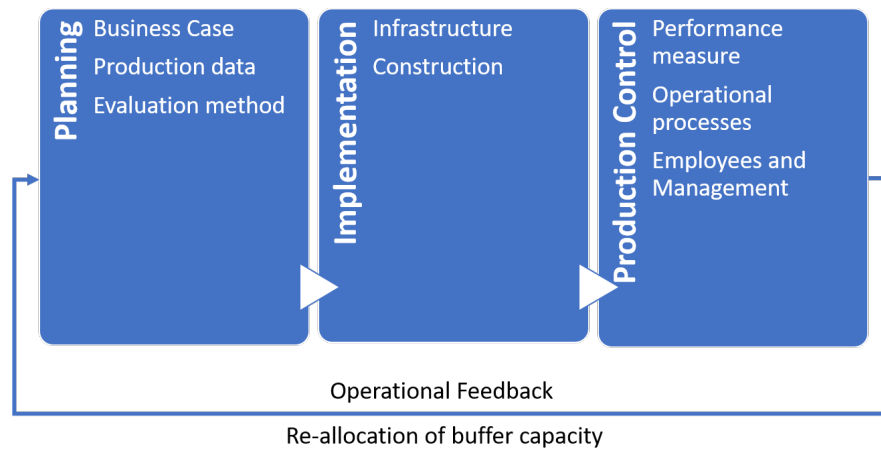 Planning
Business Case
Production data
Evaluation method
Implementation
Infrastructure
Construction
Production Control
Performance
measure
Operational
processes
Employees and
Management
Operational Feedback
Re-allocation of buffer capacity